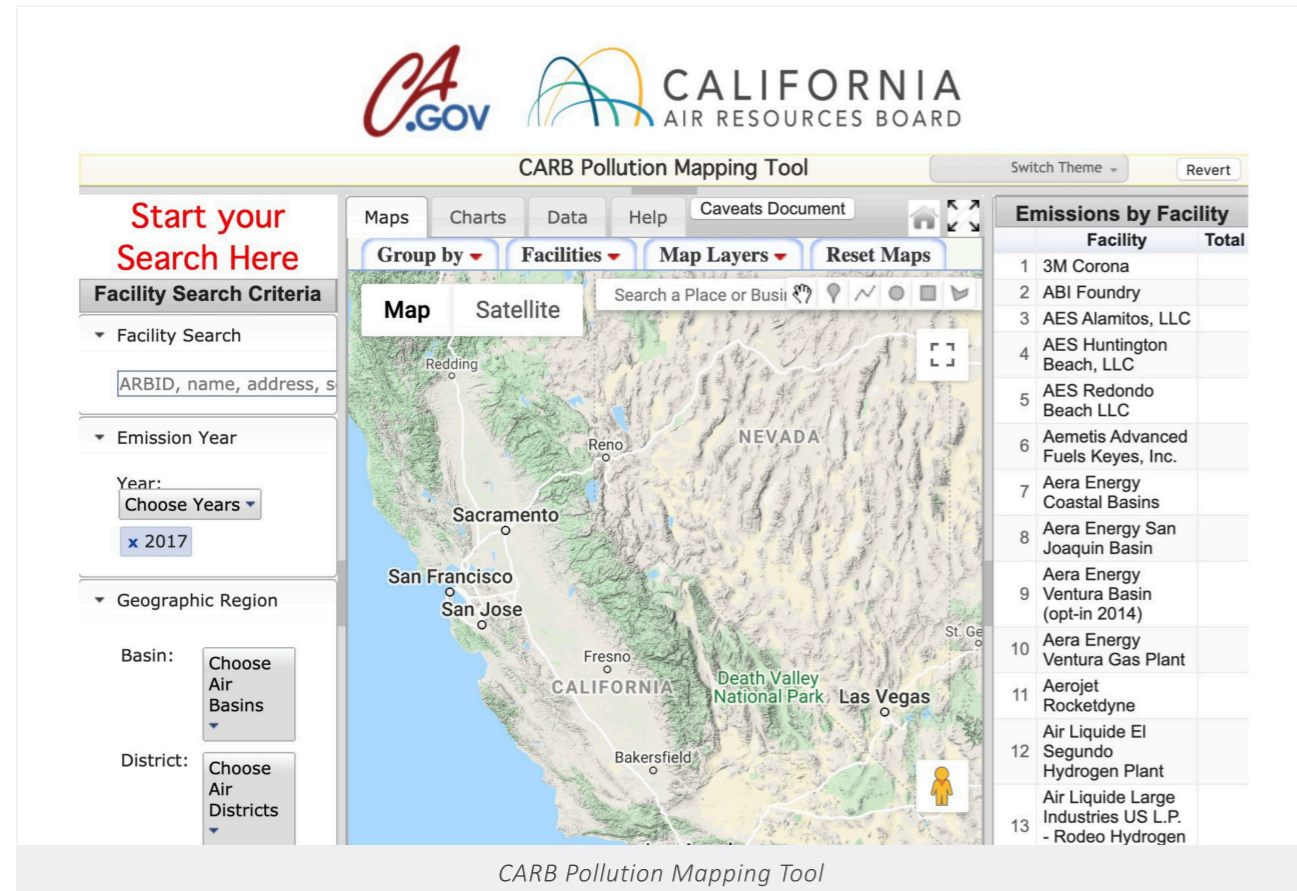 CA
.GOV
CALIFORNIA
AIR RESOURCES BOARD
CARB Pollution Mapping Tool
Switch Theme
Revert
Start your
Search Here
Facility Search Criteria
Facility Search
ARBID, name, address, s
Emission Year
Year:
Choose Years
x 2017
Geographic Region
Basin:
Choose
Air
Basins
District:
Choose
Air
Districts
Maps
Charts
Data
Help
Caveats Document
Group by
Facilities
Map Layers
Reset Maps
Map
Satellite
Search a Place or Busi
Redding
Reno
NEVADA
Sacramento
San Francisco
San Jose
St. Ge
Fresno
CALIFORNIA
Death Valley
National Park
Las Vegas
Bakersfield
Emissions by Facility
Facility Total
1 3M Corona
2 ABI Foundry
3 AES Alamitos, LLC
4 AES Huntington
Beach, LLC
5 AES Redondo
Beach LLC
6 Aemetis Advanced
Fuels Keyes, Inc.
7 Aera Energy
Coastal Basins
8 Aera Energy San
Joaquin Basin
9 Aera Energy
Ventura Basin
(opt-in 2014)
10 Aera Energy
Ventura Gas Plant
11 Aerojet
Rocketdyne
12 Air Liquide El
Segundo
Hydrogen Plant
13 Air Liquide Large
Industries US L.P.
- Rodeo Hydrogen
CARB Pollution Mapping Tool